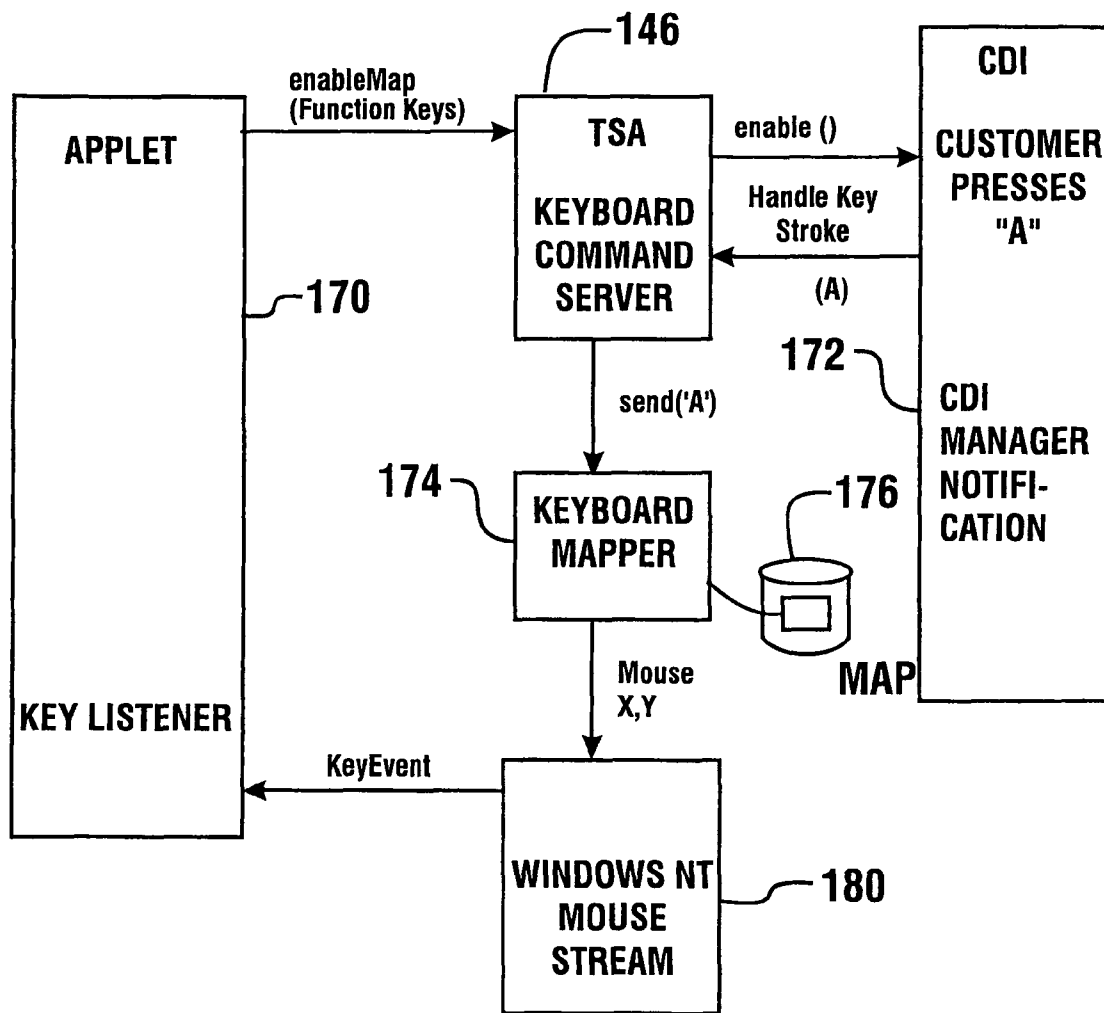 146
enableMap
(Function Keys)
APPLET
170
KEY LISTENER
TSA
KEYBOARD
COMMAND
SERVER
enable ()
Handle Key
Stroke
(A)
CDI
CUSTOMER
PRESSES
"A"
172
CDI
MANAGER
NOTIFI-
CATION
send('A')
174
KEYBOARD
MAPPER
176
MAP
Mouse
X,Y
KeyEvent
WINDOWS NT
MOUSE
STREAM
180